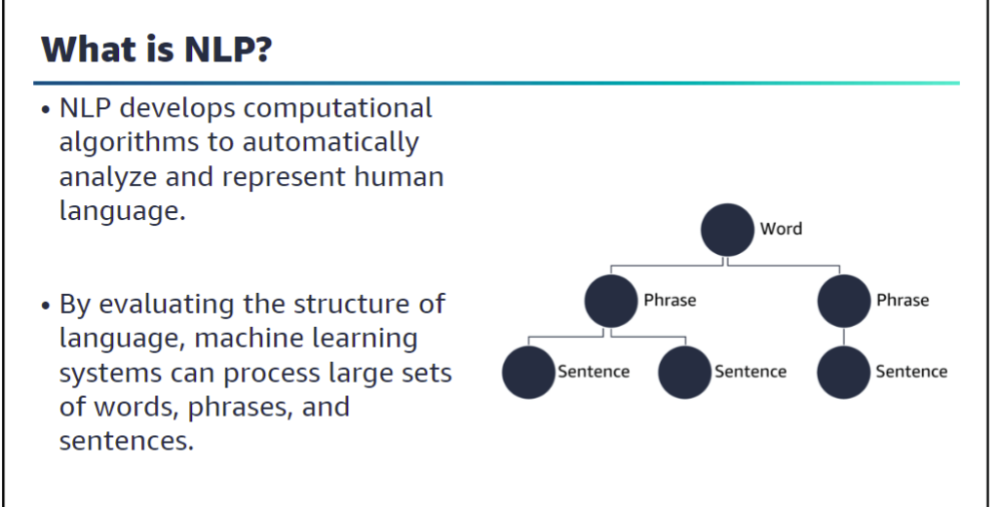 What is NLP?
• NLP develops computational
algorithms to automatically
analyze and represent human
language.
• By evaluating the structure of
language, machine learning
systems can process large sets
of words, phrases, and
sentences.
Word
Phrase
Phrase
Sentence
Sentence
Sentence